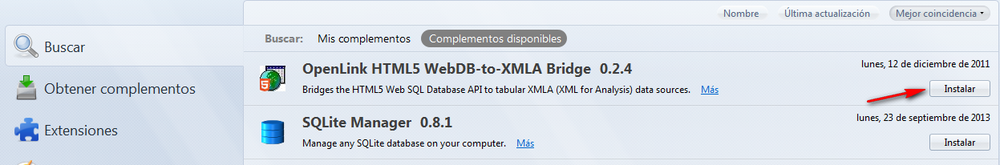 Nombre Última actualización Mejor coincidencia
Buscar
Obtener complementos
Extensiones
Buscar: Mis complementos Complementos disponibles
OpenLink HTML5 WebDB-to-XMLA Bridge 0.2.4
lunes, 12 de diciembre de 2011
Bridges the HTML5 Web SQL Database API to tabular XMLA (XML for Analysis) data sources. Más
Instalar
SQLite Manager 0.8.1
lunes, 23 de septiembre de 2013
Manage any SQLite database on your computer. Más
Instalar